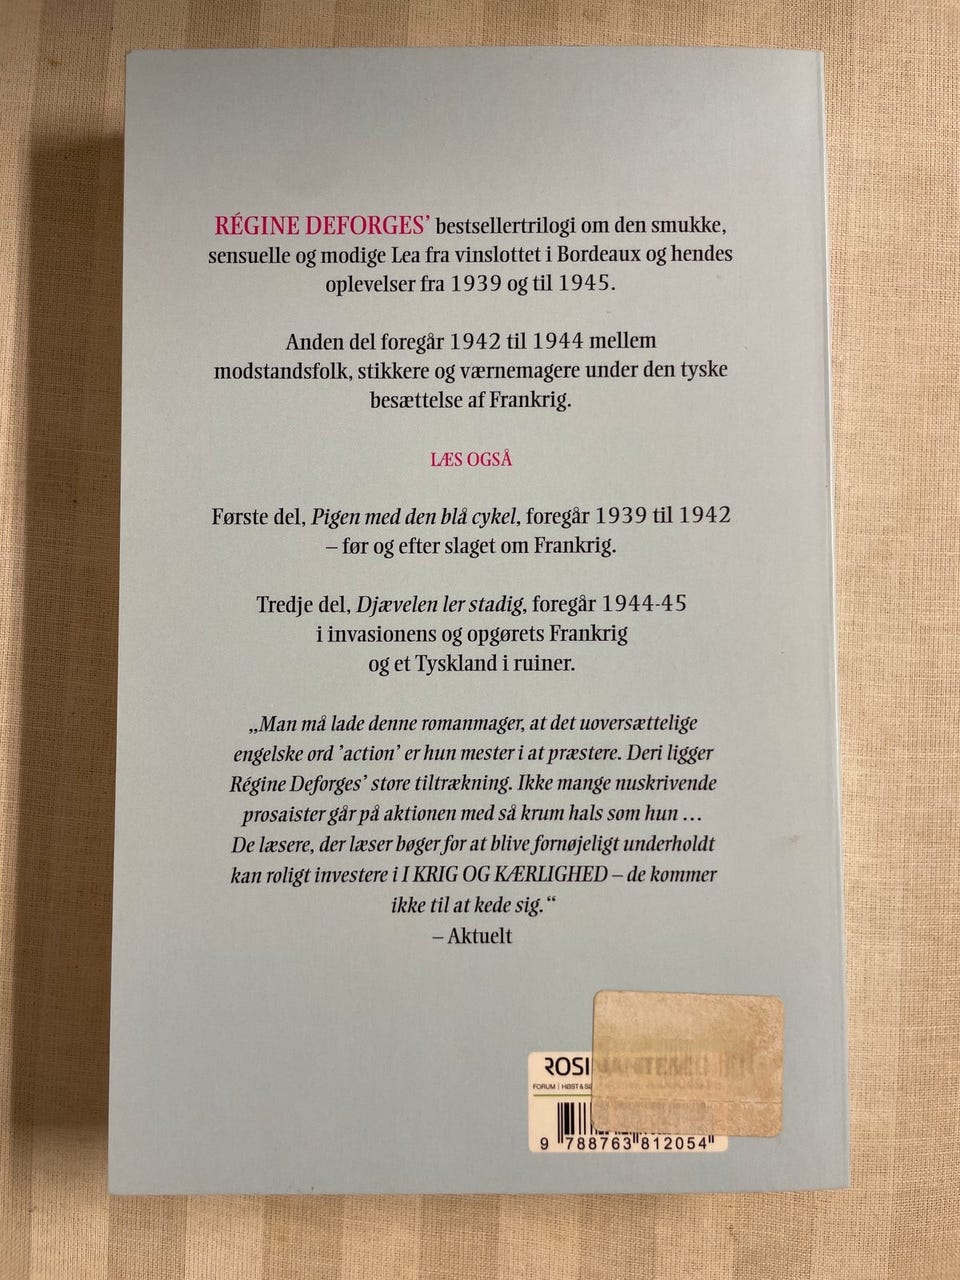 RÉGINE DEFORGES’ bestsellertrilogi om den smukke,
sensuelle og modige Lea fra vinslottet i Bordeaux og hendes
oplevelser fra 1939 og til 1945.
Anden del foregår 1942 til 1944 mellem
modstandsfolk, stikkere og værnemagere under den tyske
besættelse af Frankrig.
LÆS OGSÅ
Første del, Pigen med den blå cykel, foregår 1939 til 1942
– før og efter slaget om Frankrig.
Tredje del, Djævelen ler stadig, foregår 1944-45
i invasionens og opgørets Frankrig
og et Tyskland i ruiner.
„Man må lade denne romanmager, at det uoversættelige
engelske ord ’action’ er hun mester i at præstere. Deri ligger
Régine Deforges’ store tiltrækning. Ikke mange nuskrivende
prosaister går på aktionen med så krum hals som hun ...
De læsere, der læser bøger for at blive fornøjeligt underholdt
kan roligt investere i I KRIG OG KÆRLIGHED – de kommer
ikke til at kede sig.“
– Aktuelt
ROSI
FORUM | HØST & 
9 788763 812054